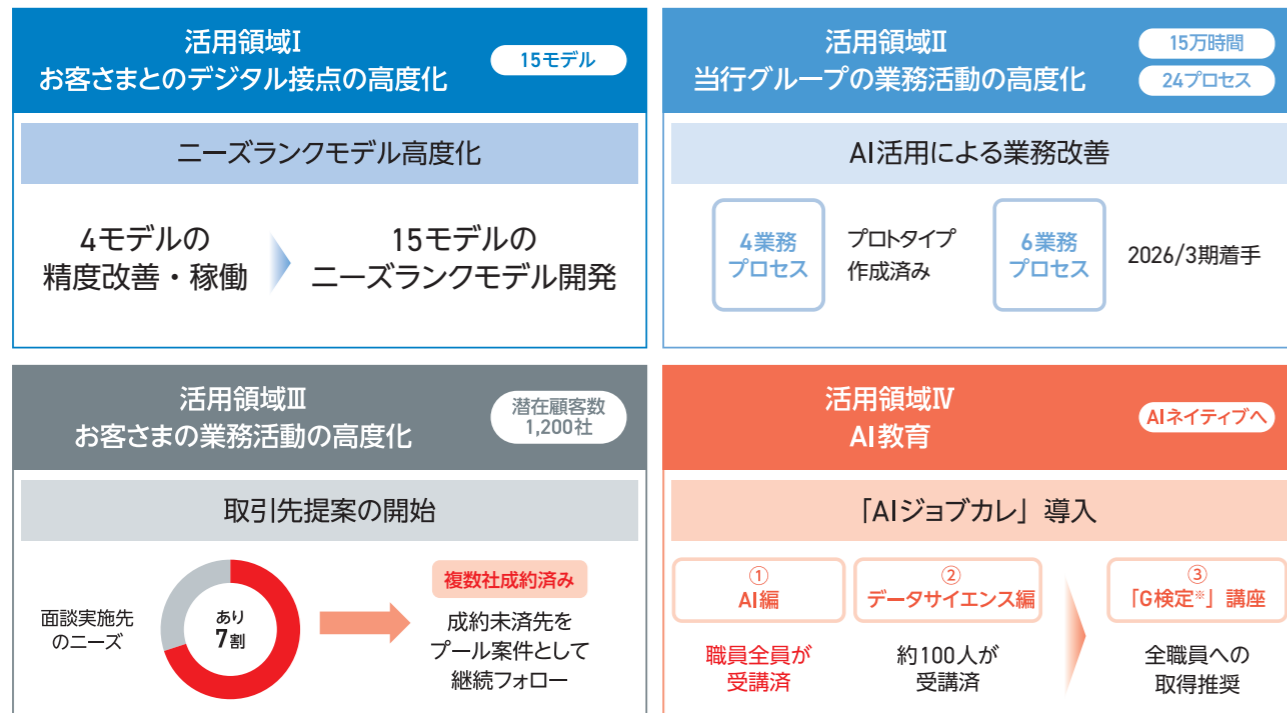 活用領域Ⅰ
お客さまとのデジタル接点の高度化
15モデル
ニーズランクモデル高度化
4モデルの
精度改善・稼働
15モデルの
ニーズランクモデル開発
活用領域Ⅱ
当行グループの業務活動の高度化
15万時間
24プロセス
AI活用による業務改善
4業務
プロセス
プロトタイプ
作成済み
6業務
プロセス
2026/3期着手
活用領域Ⅲ
お客さまの業務活動の高度化
潜在顧客数
1,200社
取引先提案の開始
面談実施先
のニーズ
あり
7割
複数社成約済み
成約未済先を
プール案件として
継続フォロー
活用領域Ⅳ
AI教育
AIネイティブへ
「AIジョブカレ」導入
①
AI編
職員全員が
受講済
②
データサイエンス編
約100人が
受講済
③
「G検定※」講座
全職員への
取得推奨